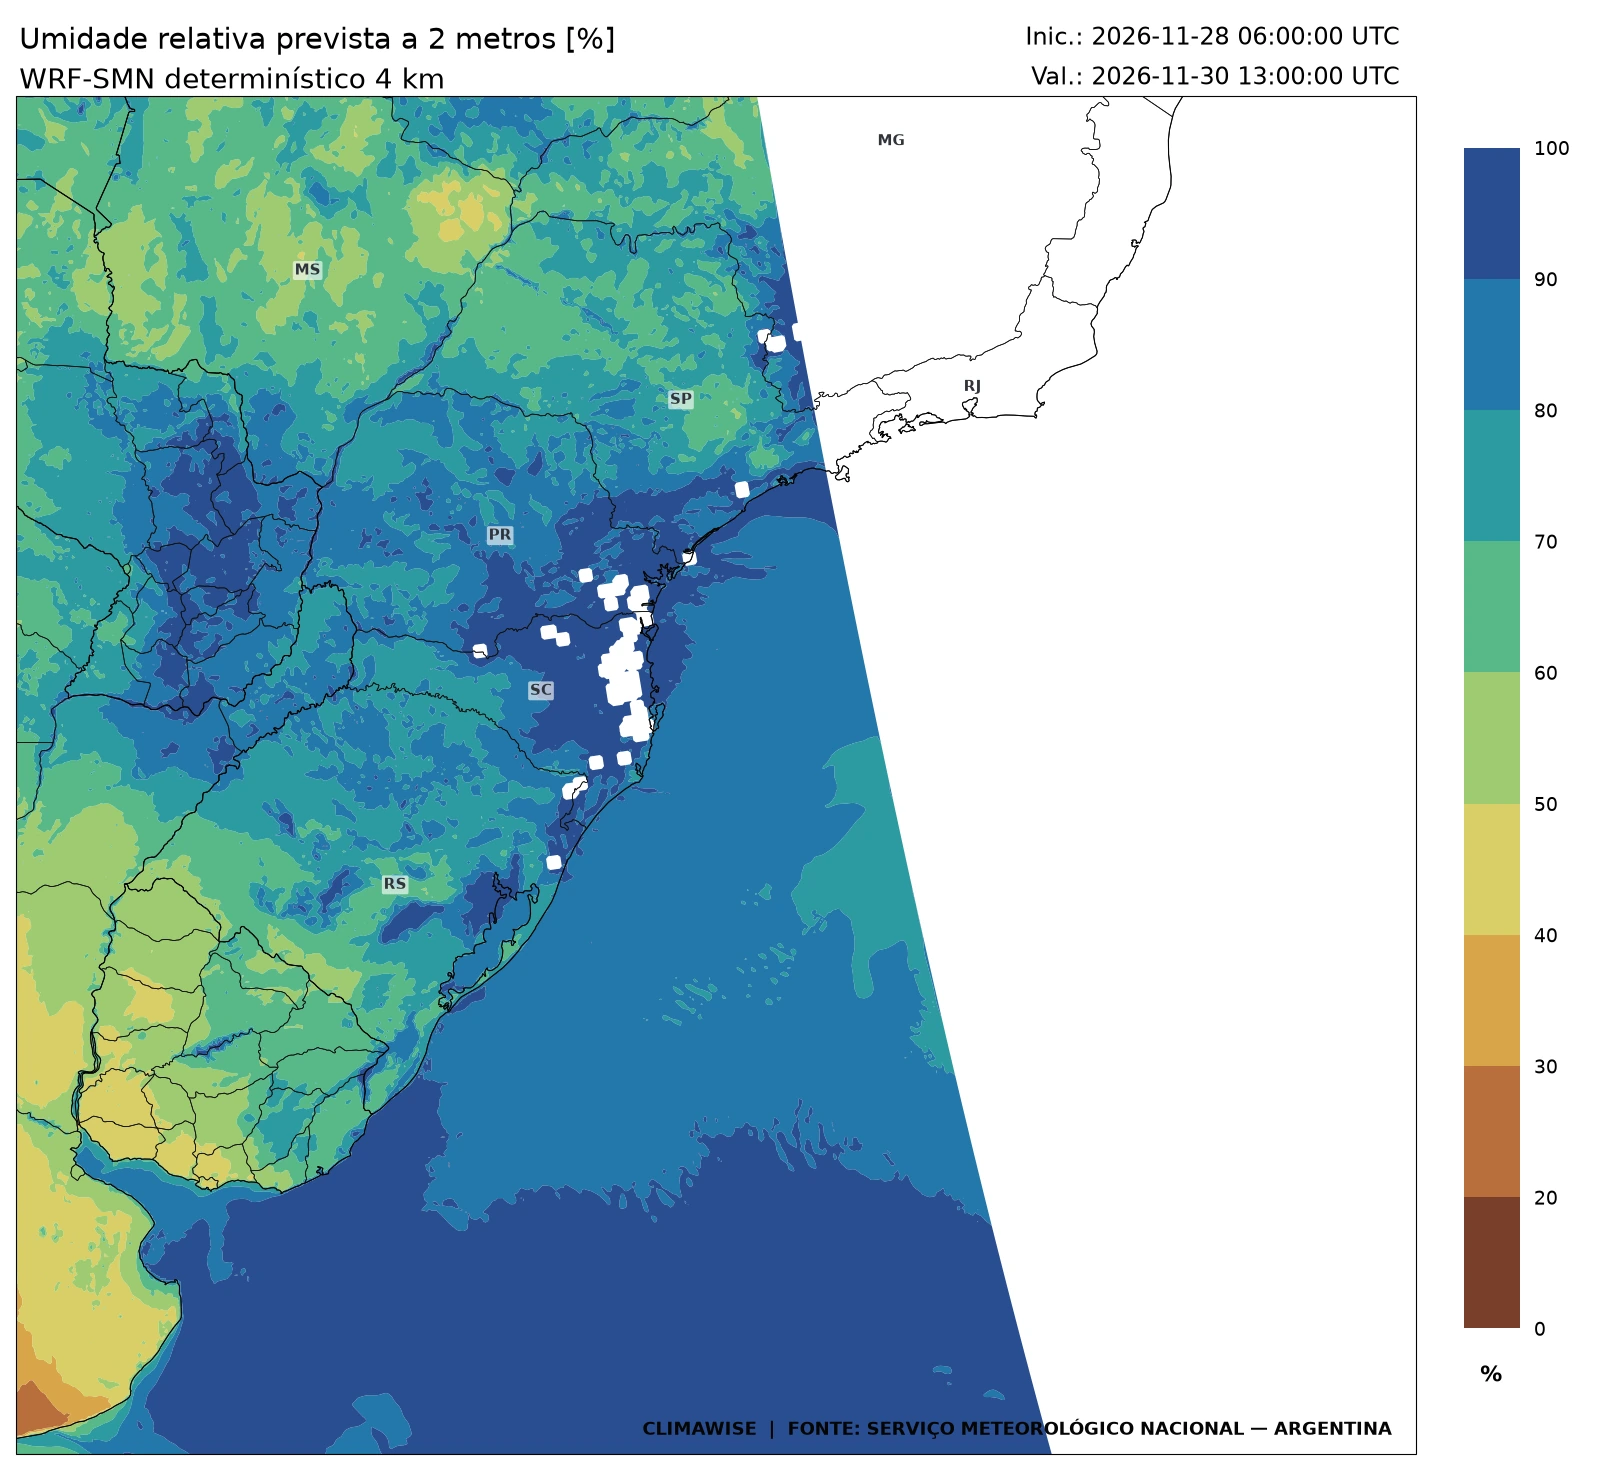 Umidade relativa prevista a 2 metros [%]
WRF-SMN determinístico 4 km
Inic.: 2026-11-28 06:00:00 UTC
Val.: 2026-11-30 13:00:00 UTC
MG
MS
RJ
SP
PR
SC
RS
100
90
80
70
60
50
40
30
20
0
%
CLIMAWISE | FONTE: SERVIÇO METEOROLÓGICO NACIONAL — ARGENTINA